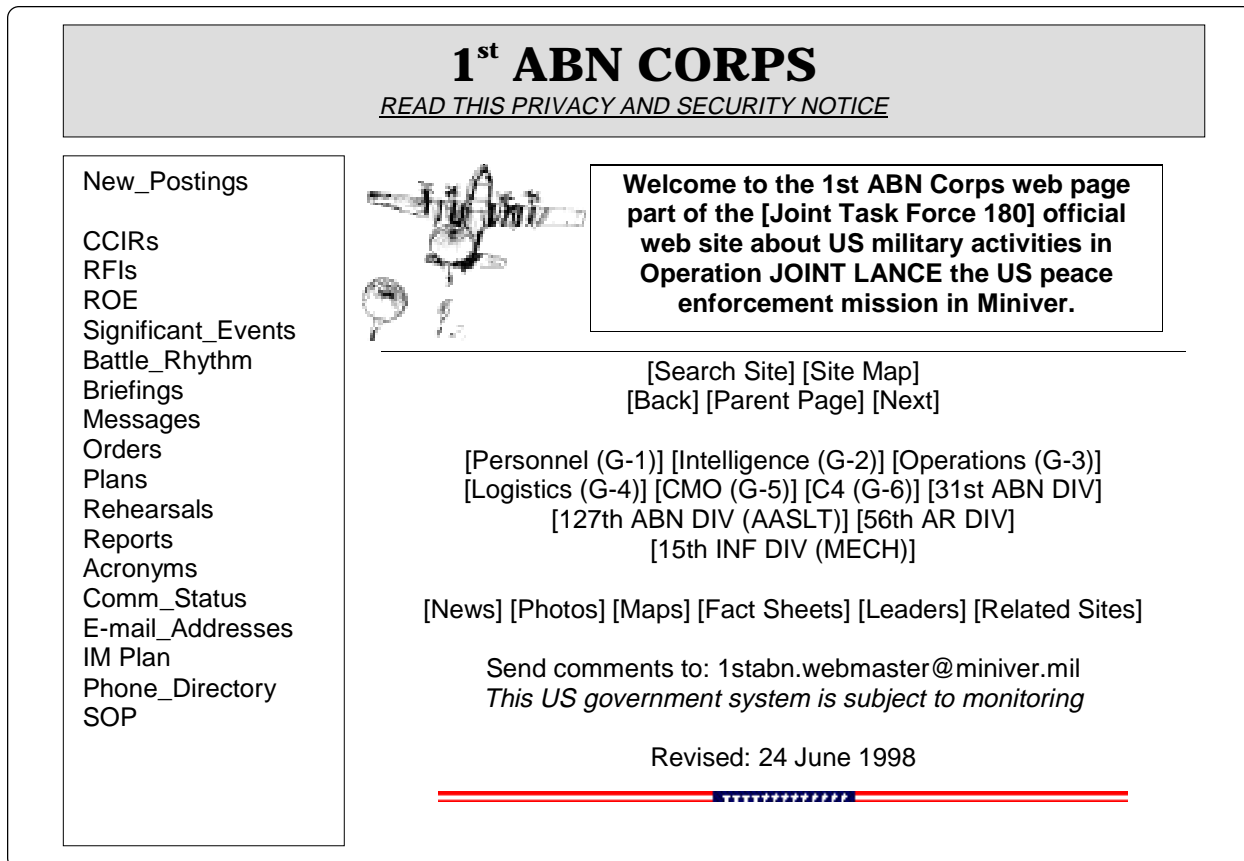 1st ABN CORPS
READ THIS PRIVACY AND SECURITY NOTICE
New_Postings
CCIRs
RFIs
ROE
Significant_Events
Battle_Rhythm
Briefings
Messages
Orders
Plans
Rehearsals
Reports
Acronyms
Comm_Status
E-mail_Addresses
IM Plan
Phone_Directory
SOP
Welcome to the 1st ABN Corps web page
part of the [Joint Task Force 180] official
web site about US military activities in
Operation JOINT LANCE the US peace
enforcement mission in Miniver.
[Search Site] [Site Map]
[Back] [Parent Page] [Next]
[Personnel (G-1)] [Intelligence (G-2)] [Operations (G-3)]
[Logistics (G-4)] [CMO (G-5)] [C4 (G-6)] [31st ABN DIV]
[127th ABN DIV (AASLT)] [56th AR DIV]
[15th INF DIV (MECH)]
[News] [Photos] [Maps] [Fact Sheets] [Leaders] [Related Sites]
Send comments to: 1stabn.webmaster@miniver.mil
This US government system is subject to monitoring
Revised: 24 June 1998